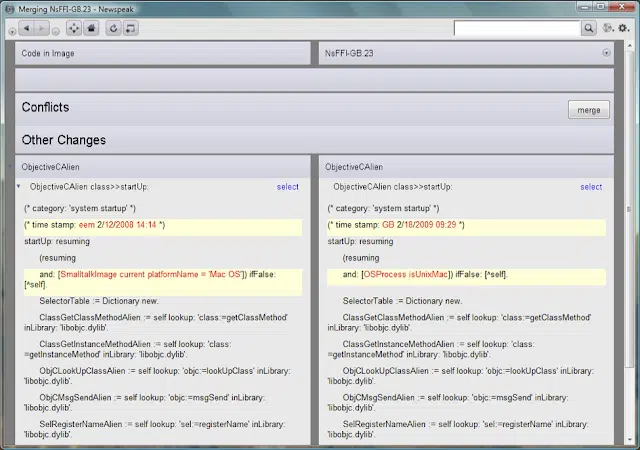 Merging NsFFI-GB.23 - Newspeak
Code in Image
NsFFI-GB.23
Conflicts
merge
Other Changes
ObjectiveCAlien
ObjectiveCAlien class>>startUp:
select
(* category: 'system startup' *)
(* time stamp: eem 2/12/2008 14:14 *)
startUp: resuming
(resuming
and: [SmalltalkImage current platformName = 'Mac OS']) ifFalse:
[^self].
SelectorTable := Dictionary new.
ClassGetClassMethodAlien := self lookup: 'class:=getClassMethod'
inLibrary: 'libobjc.dylib'.
ClassGetInstanceMethodAlien := self lookup: 'class:
=getInstanceMethod' inLibrary: 'libobjc.dylib'.
ObjCLookUpClassAlien := self lookup: 'objc:=lookUpClass' inLibrary:
'libobjc.dylib'.
ObjCMsgSendAlien := self lookup: 'objc:=msgSend' inLibrary:
'libobjc.dylib'.
SelRegisterNameAlien := self lookup: 'sel:=registerName' inLibrary:
'libobjc.dylib'.
ObjectiveCAlien
ObjectiveCAlien class>>startUp:
select
(* category: 'system startup' *)
(* time stamp: GB 2/18/2009 09:29 *)
startUp: resuming
(resuming
and: [OSProcess isUnixMac]) ifFalse: [^self].
SelectorTable := Dictionary new.
ClassGetClassMethodAlien := self lookup: 'class:=getClassMethod'
inLibrary: 'libobjc.dylib'.
ClassGetInstanceMethodAlien := self lookup: 'class:
=getInstanceMethod' inLibrary: 'libobjc.dylib'.
ObjCLookUpClassAlien := self lookup: 'objc:=lookUpClass' inLibrary:
'libobjc.dylib'.
ObjCMsgSendAlien := self lookup: 'objc:=msgSend' inLibrary:
'libobjc.dylib'.
SelRegisterNameAlien := self lookup: 'sel:=registerName' inLibrary:
'libobjc.dylib'.